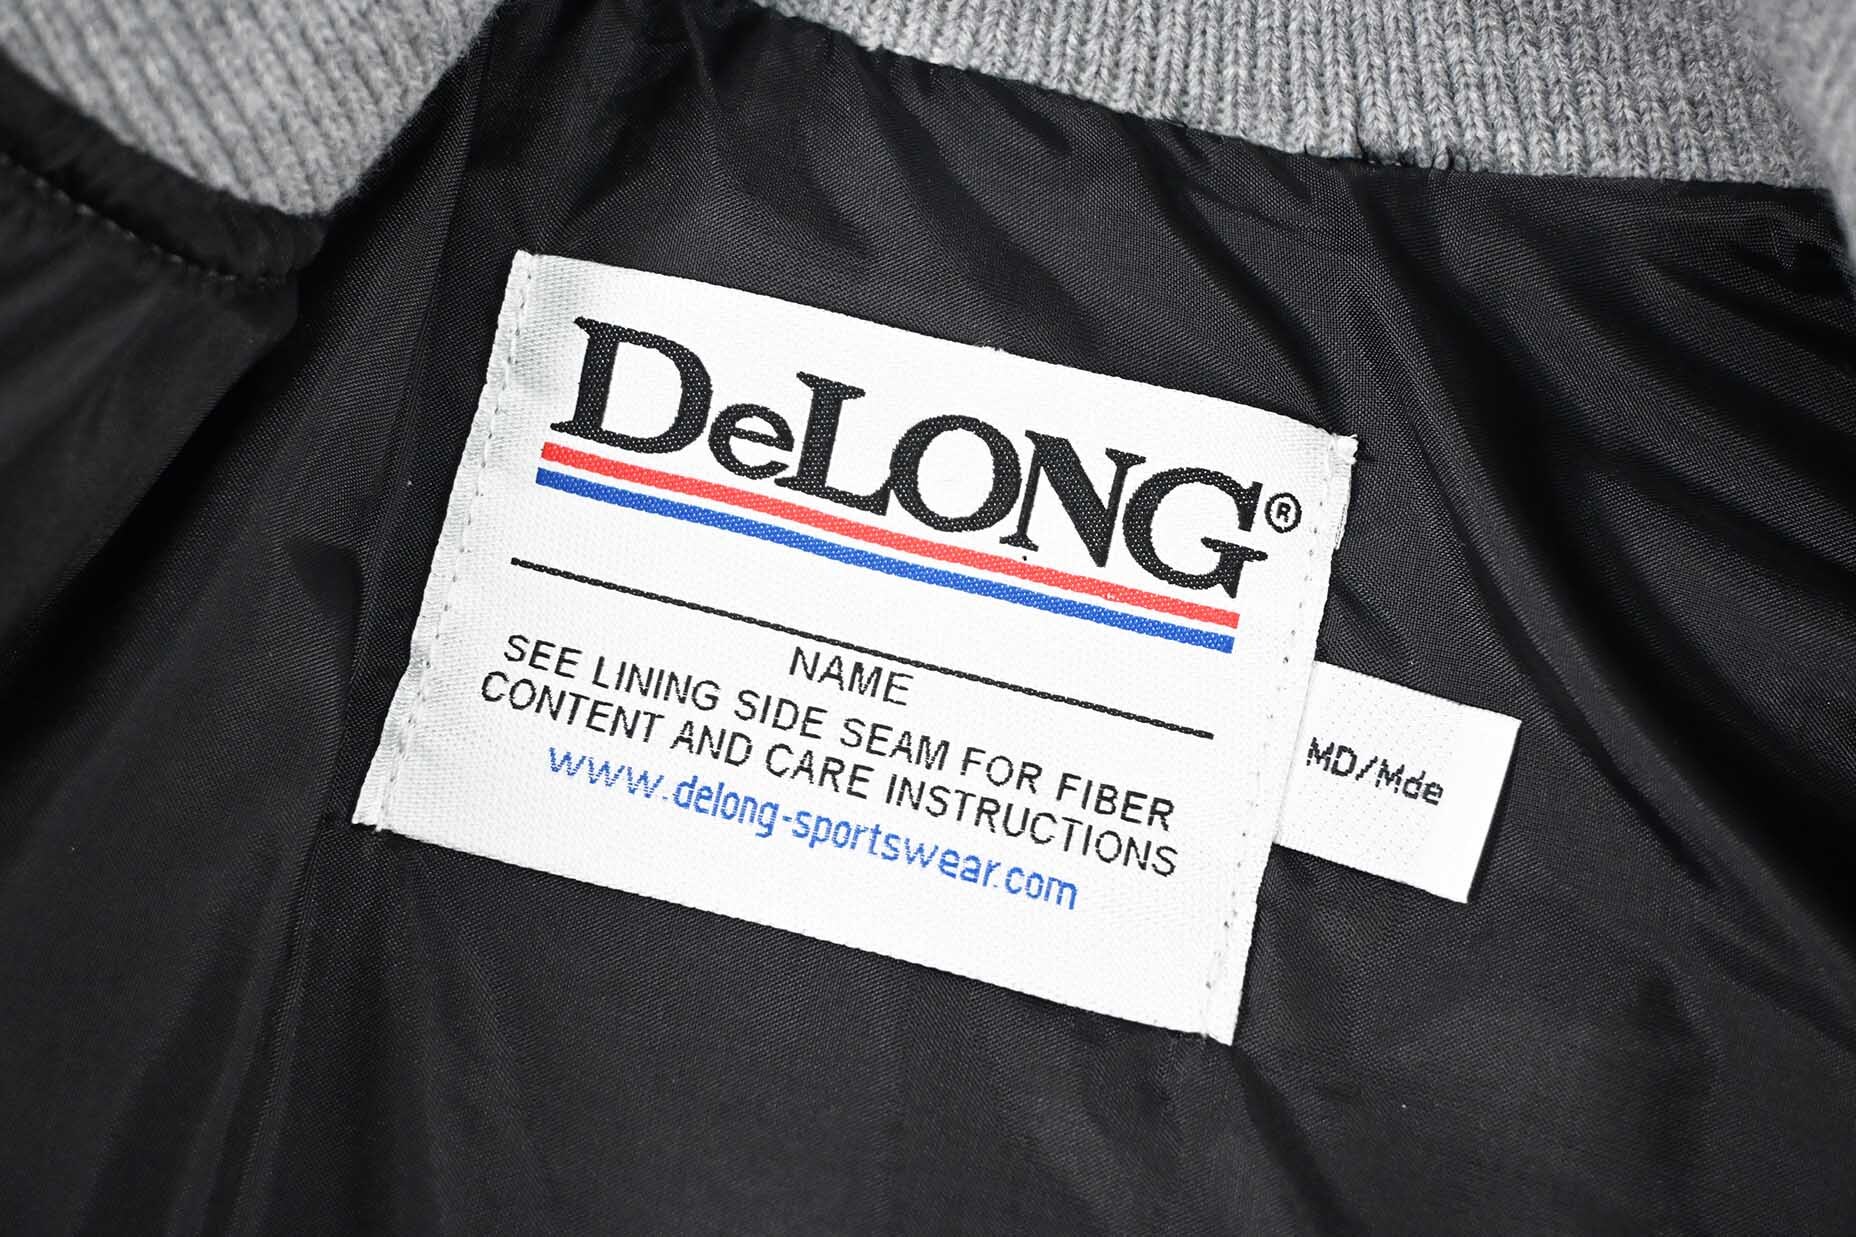 DeLONG®
NAME
SEE LINING SIDE SEAM FOR FIBER
CONTENT AND CARE INSTRUCTIONS
www.delong-sportswear.com
MD/Mde